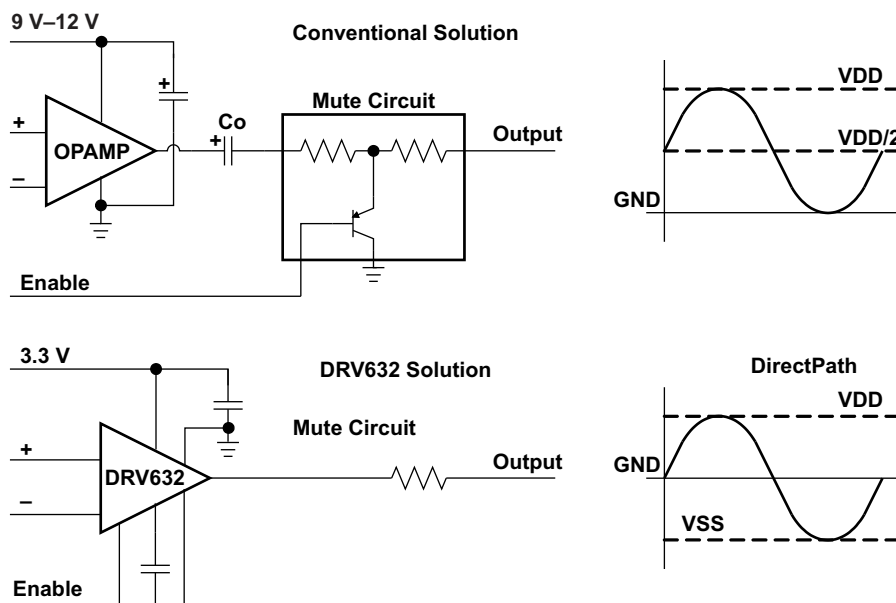 9 V–12 V
Conventional Solution
VDD
Mute Circuit
+
+
Co
+
Output
OPAMP
VDD/2
–
GND
Enable
3.3 V
DRV632 Solution
DirectPath
VDD
Mute Circuit
+
Output
GND
DRV632
–
VSS
Enable